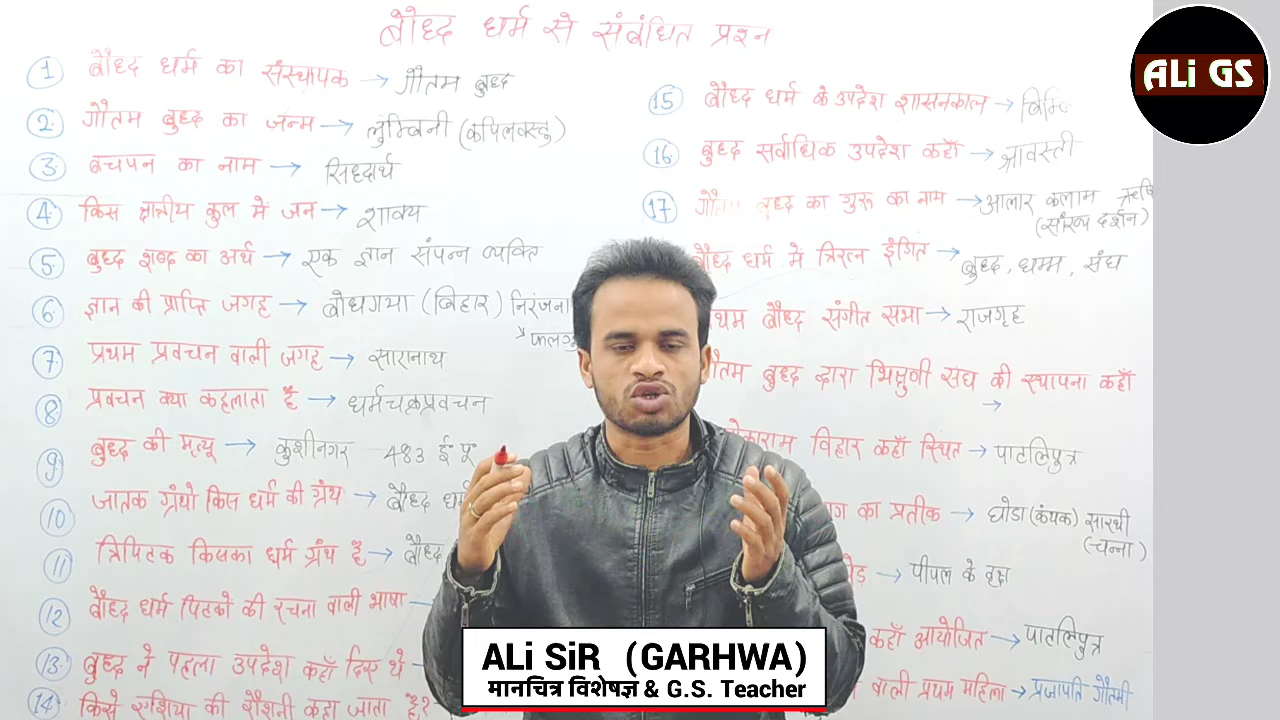 बौध्द धर्म से संबंधित प्रश्न
ALi GS
1 बौध्द धर्म का संस्थापक → गौतम बुध्द
2 गौतम बुध्द का जन्म → लुम्बिनी (कपिलवस्तु)
3 बचपन का नाम → सिध्दार्थ
4 किस क्षत्रीय कुल में जन → शाक्य
5 बुध्द शब्द का अर्थ → एक ज्ञान संपन्न व्यक्ति
6 ज्ञान की प्राप्ति जगह → बोधगया (बिहार) निरंजना
7 प्रथम प्रवचन वाली जगह → सारानाथ
8 प्रवचन क्या कहलाता है → धर्मचक्रप्रवचन
9 बुध्द की मृत्यू → कुशीनगर 483 ई पू
10 जातक ग्रंथो किस धर्म की ग्रंथ → बौध्द
11 त्रिपिटक किसका धर्म ग्रंथ है → बौध्द
12 बौध्द धर्म पिटको की रचना वाली भाषा
13 बुध्द ने पहला उपदेश कहाँ दिए थे
14 किसे एशिया की रौशनी कहा जाता है?
15 बौध्द धर्म के उपदेश शासनकाल →
16 बुध्द सर्वाधिक उपदेश कहाँ → श्रावस्ती
17 गौतम बुध्द का गुरू का नाम → आलार कलाम ऋषि
(सांख्य दर्शन)
बौध्द धर्म में त्रिरत्न इंगित → बुध्द, धम्म, संघ
बौध्द संगीत सभा → राजगृह
बुध्द द्वारा भिक्षुणी संघ की स्थापना कहाँ
→
विहार कहाँ स्थित → पाटलिपुत्र
का प्रतीक → घोडा (कंथक) सारथी
(चन्ना)
→ पीपल के वृक्ष
कहाँ आयोजित → पाटलिपुत्र
वाली प्रथम महिला → प्रजापति गौतमी
ALi SiR (GARHWA)
मानचित्र विशेषज्ञ & G.S. Teacher